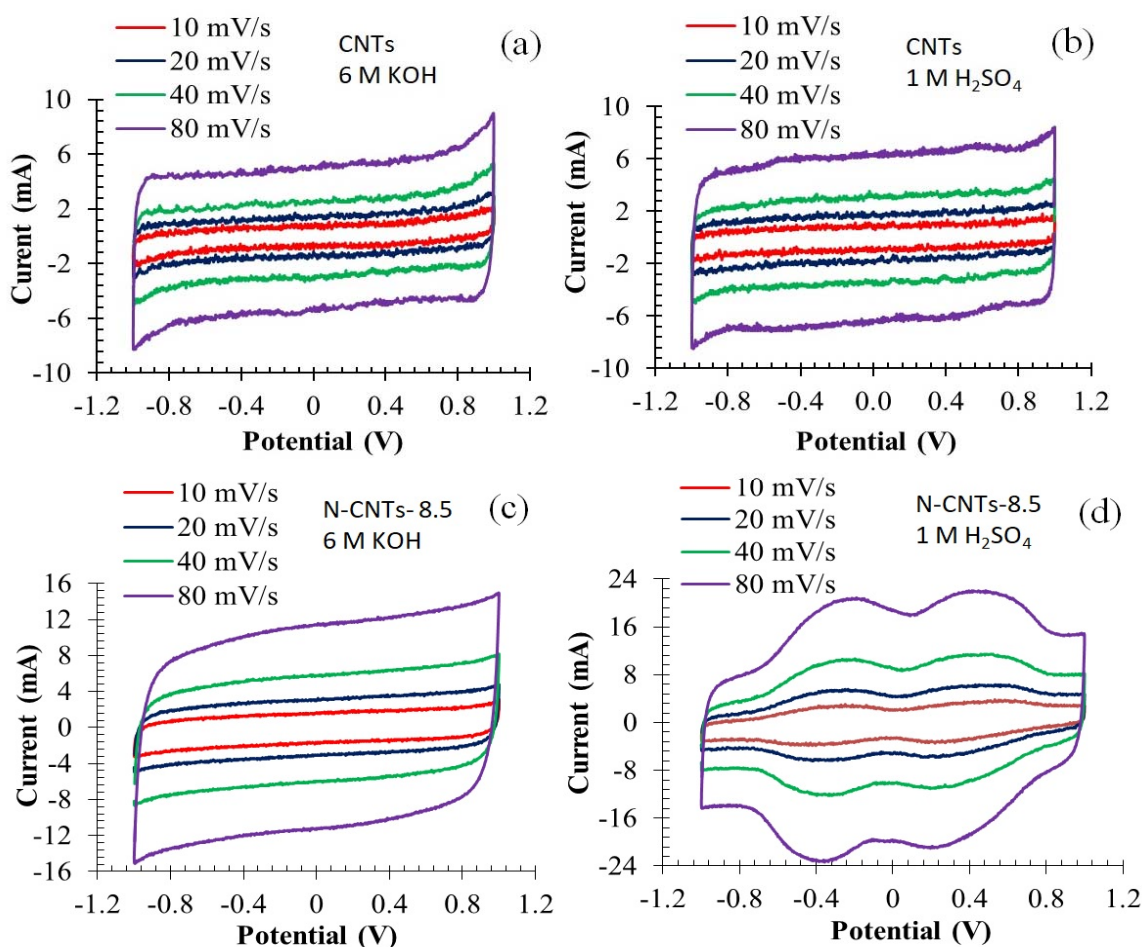 10 mV/s
20 mV/s
40 mV/s
80 mV/s
CNTs
6 M KOH
(a)
Current (mA)
10
6
2
-2
-6
-10
-1.2 -0.8 -0.4 0 0.4 0.8 1.2
Potential (V)
10 mV/s
20 mV/s
40 mV/s
80 mV/s
CNTs
1 M H₂SO₄
(b)
Current (mA)
10
6
2
-2
-6
-10
-1.2 -0.8 -0.4 0.0 0.4 0.8 1.2
Potential (V)
10 mV/s
20 mV/s
40 mV/s
80 mV/s
N-CNTs- 8.5
6 M KOH
(c)
Current (mA)
16
12
8
4
0
-4
-8
-12
-16
-1.2 -0.8 -0.4 0 0.4 0.8 1.2
Potential (V)
10 mV/s
20 mV/s
40 mV/s
80 mV/s
N-CNTs-8.5
1 M H₂SO₄
(d)
Current (mA)
24
16
8
0
-8
-16
-24
-1.2 -0.8 -0.4 0 0.4 0.8 1.2
Potential (V)